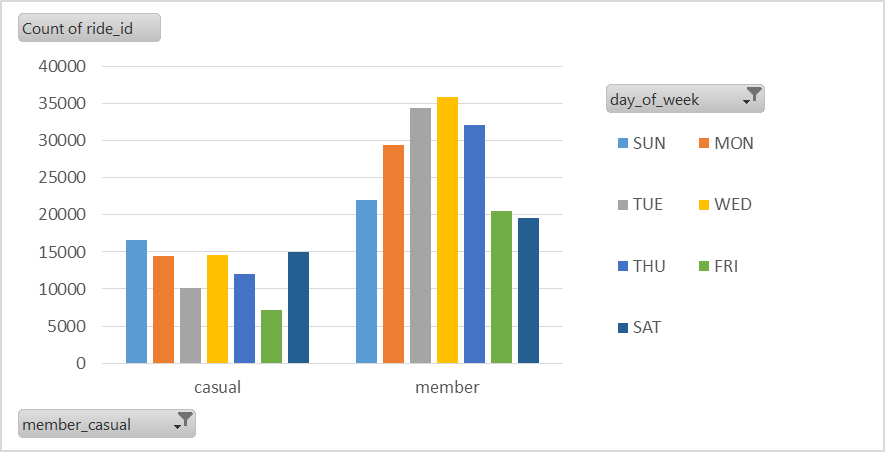 Count of ride_id
40000
35000
30000
25000
20000
15000
10000
5000
0
casual member
day_of_week
SUN MON
TUE WED
THU FRI
SAT
member_casual